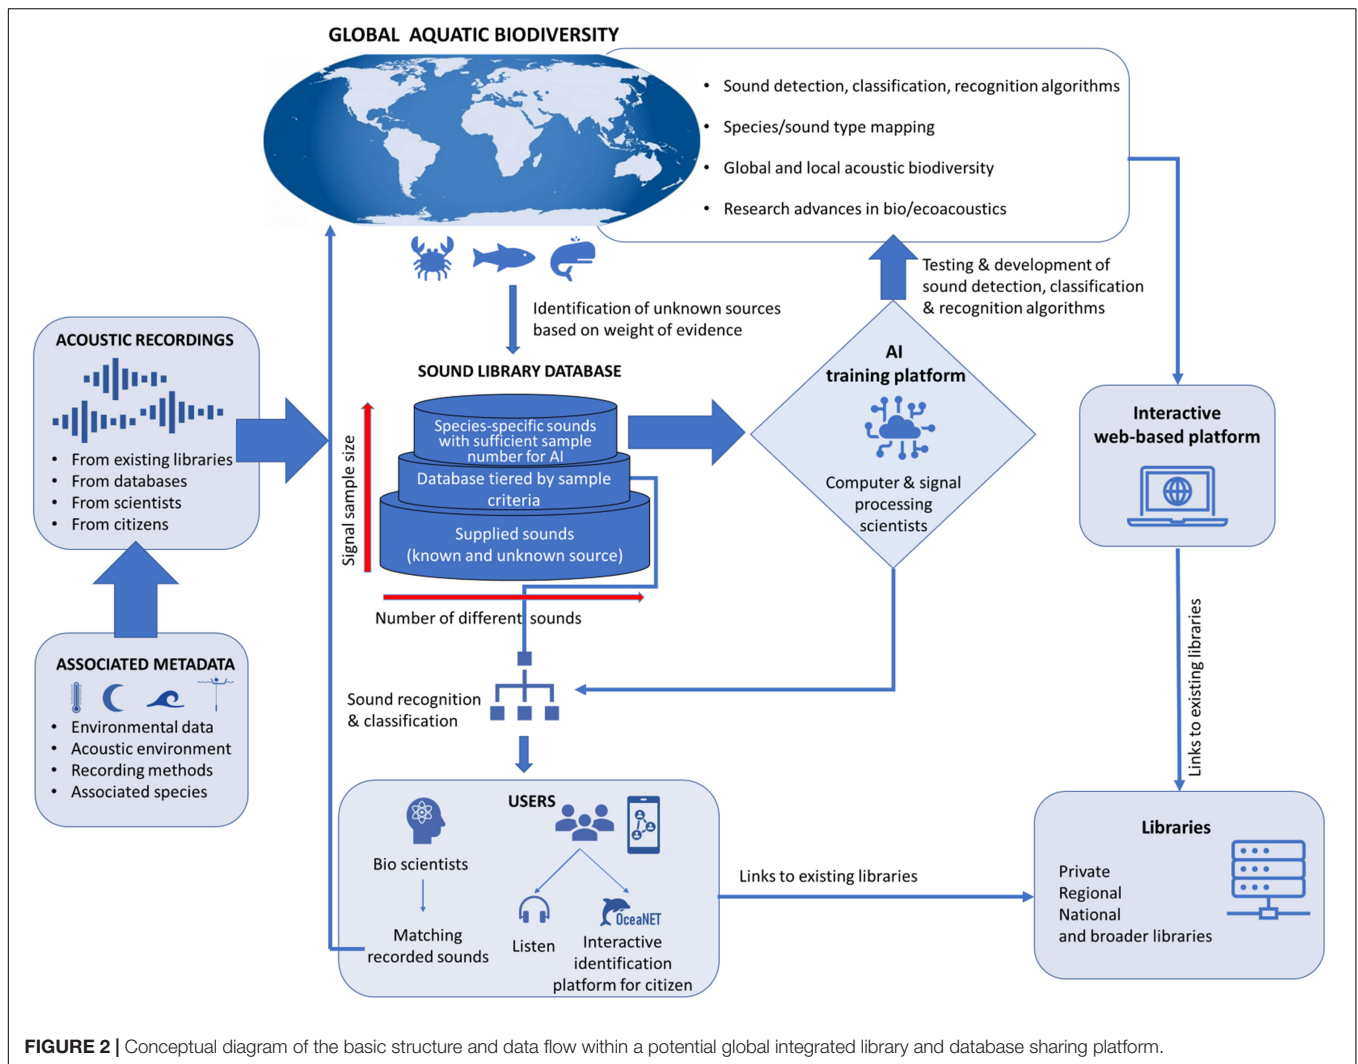 GLOBAL AQUATIC BIODIVERSITY
• Sound detection, classification, recognition algorithms
• Species/sound type mapping
• Global and local acoustic biodiversity
• Research advances in bio/ecoacoustics
Identification of unknown sources
based on weight of evidence
Testing & development of
sound detection, classification
& recognition algorithms
ACOUSTIC RECORDINGS
• From existing libraries
• From databases
• From scientists
• From citizens
SOUND LIBRARY DATABASE
Signal sample size
Species-specific sounds
with sufficient sample
number for AI
Database tiered by sample
criteria
Supplied sounds
(known and unknown source)
Number of different sounds
AI
training platform
Computer & signal
processing
scientists
Interactive
web-based platform
Links to existing libraries
ASSOCIATED METADATA
• Environmental data
• Acoustic environment
• Recording methods
• Associated species
Sound recognition
& classification
USERS
Bio scientists
Matching
recorded sounds
Listen
OceaNET
Interactive
identification
platform for citizen
Links to existing libraries
Libraries
Private
Regional
National
and broader libraries
FIGURE 2 | Conceptual diagram of the basic structure and data flow within a potential global integrated library and database sharing platform.